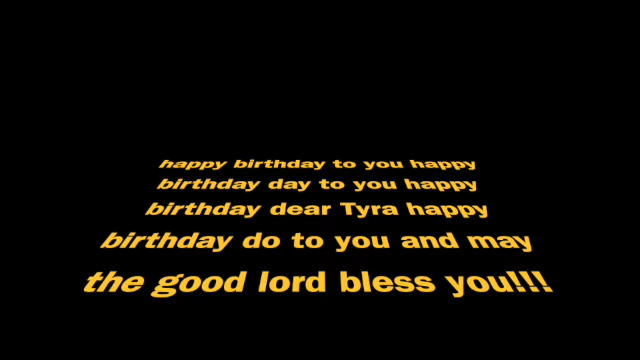 happy birthday to you happy
birthday day to you happy
birthday dear Tyra happy
birthday do to you and may
the good lord bless you!!!